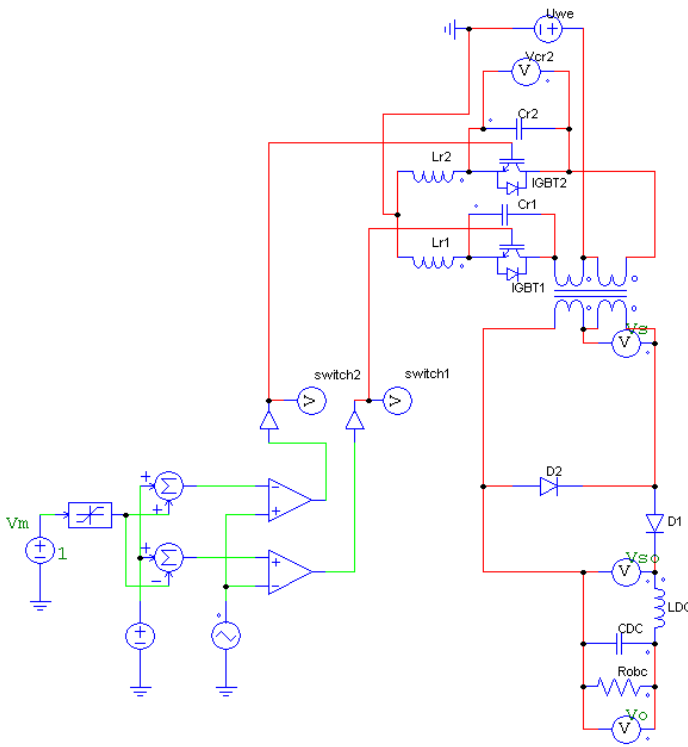 Uwe
V
Vcr2
Cr2
Lr2
IGBT2
Cr1
Lr1
IGBT1
V
Vs
switch2
switch1
V
V
D2
D1
Vm
1
Σ
Σ
V
Vso
LDC
CDC
Robc
V
Vo